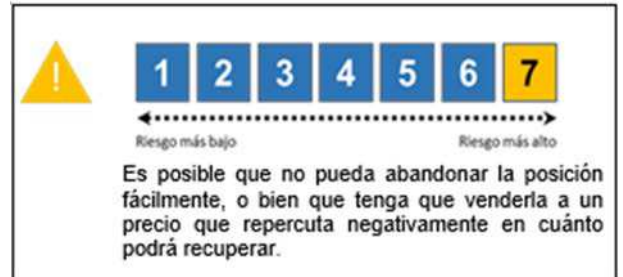 !
1 2 3 4 5 6 7
Riesgo más bajo Riesgo más alto
Es posible que no pueda abandonar la posición
fácilmente, o bien que tenga que venderla a un
precio que repercuta negativamente en cuánto
podrá recuperar.